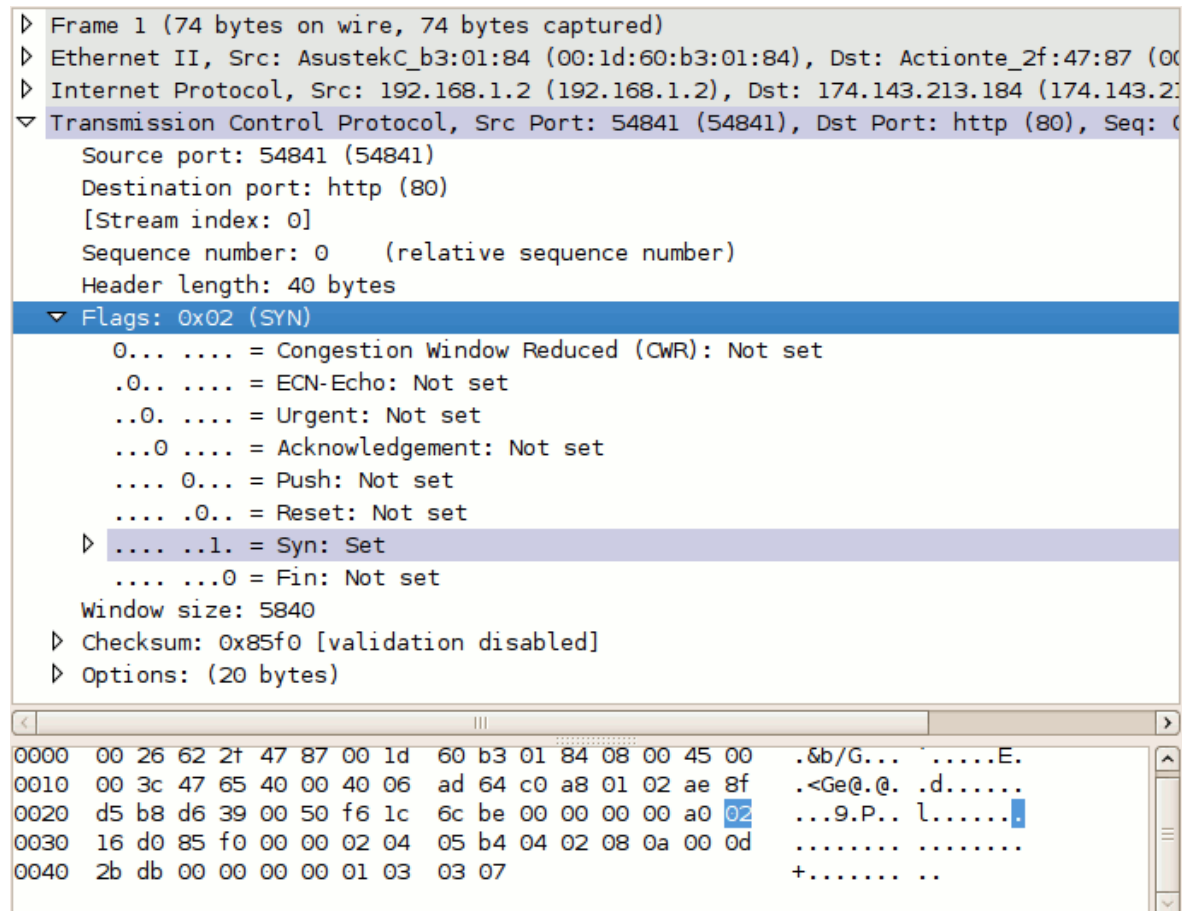 Frame 1 (74 bytes on wire, 74 bytes captured)
Ethernet II, Src: AsustekC_b3:01:84 (00:1d:60:b3:01:84), Dst: Actionte_2f:47:87 (00
Internet Protocol, Src: 192.168.1.2 (192.168.1.2), Dst: 174.143.213.184 (174.143.21
Transmission Control Protocol, Src Port: 54841 (54841), Dst Port: http (80), Seq: 0
Source port: 54841 (54841)
Destination port: http (80)
[Stream index: 0]
Sequence number: 0    (relative sequence number)
Header length: 40 bytes
Flags: 0x02 (SYN)
0... .... = Congestion Window Reduced (CWR): Not set
.0.. .... = ECN-Echo: Not set
..0. .... = Urgent: Not set
...0 .... = Acknowledgement: Not set
.... 0... = Push: Not set
.... .0.. = Reset: Not set
.... ..1. = Syn: Set
.... ...0 = Fin: Not set
Window size: 5840
Checksum: 0x85f0 [validation disabled]
Options: (20 bytes)
0000  00 26 62 2f 47 87 00 1d  60 b3 01 84 08 00 45 00  .&b/G... `.....E.
0010  00 3c 47 65 40 00 40 06  ad 64 c0 a8 01 02 ae 8f  .<Ge@.@. .d......
0020  d5 b8 d6 39 00 50 f6 1c  6c be 00 00 00 00 a0 02  ...9.P.. l.......
0030  16 d0 85 f0 00 00 02 04  05 b4 04 02 08 0a 00 0d  ........ ........
0040  2b db 00 00 00 00 01 03  03 07  +....... ..